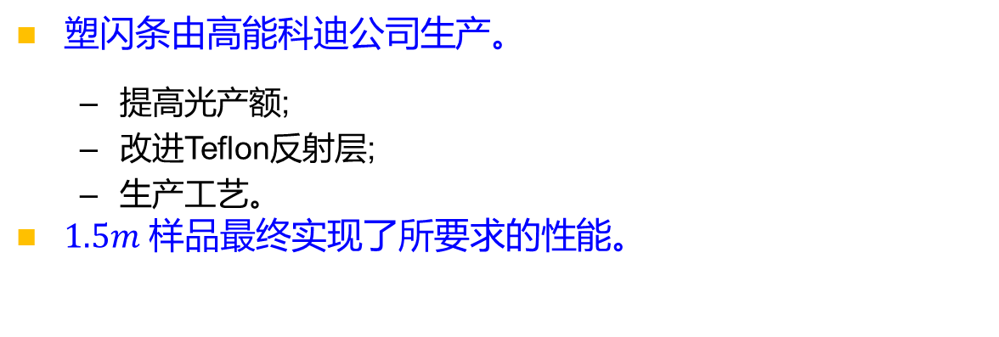 ■ 塑闪条由高能科迪公司生产。
– 提高光产额;
– 改进Teflon反射层;
– 生产工艺。
■ 1.5m 样品最终实现了所要求的性能。